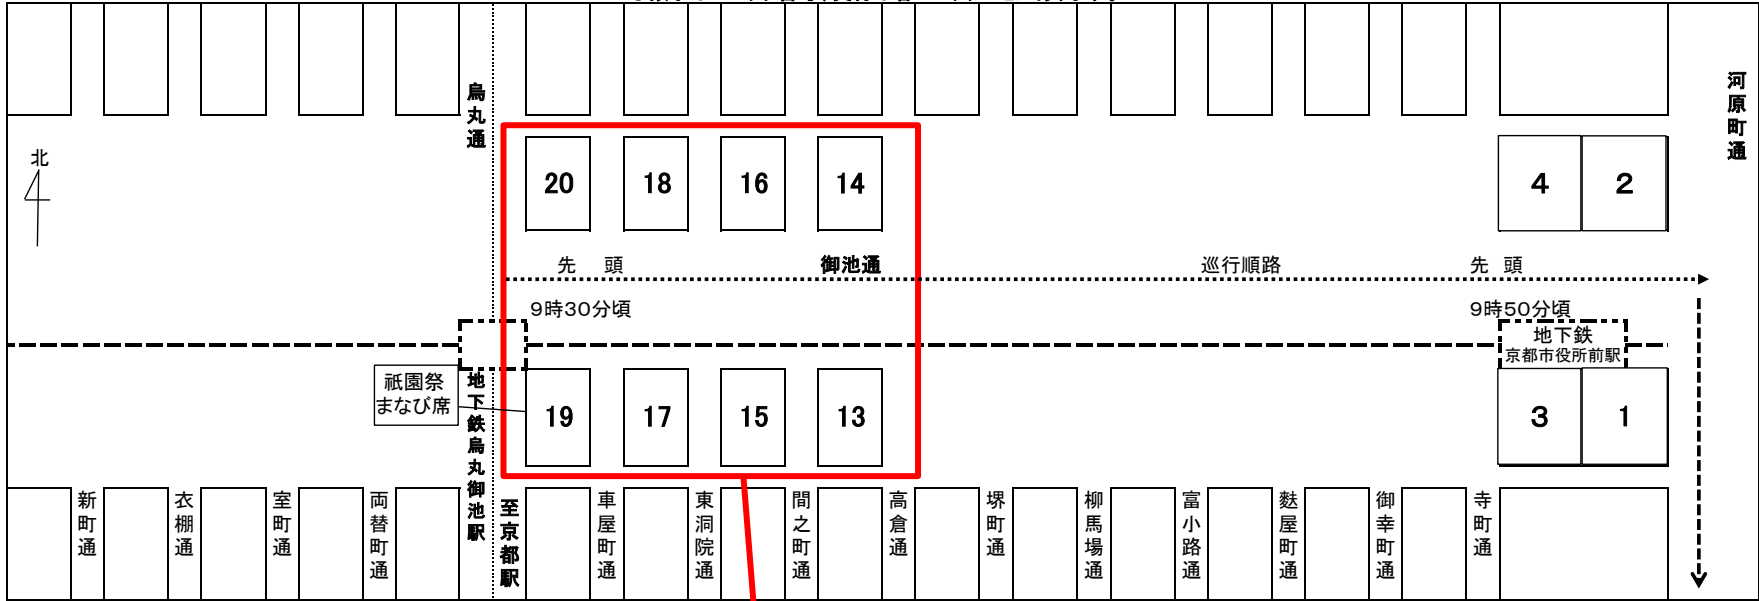 烏丸通
河原町通
北
20
18
16
14
4
2
先 頭
御池通
巡行順路
先 頭
9時30分頃
9時50分頃
地下鉄
京都市役所前駅
祇園祭
まなび席
地下鉄烏丸御池駅
19
17
15
13
3
1
新町通
衣棚通
室町通
両替町通
至京都駅
車屋町通
東洞院通
間之町通
高倉通
堺町通
柳馬場通
富小路通
麩屋町通
御幸町通
寺町通